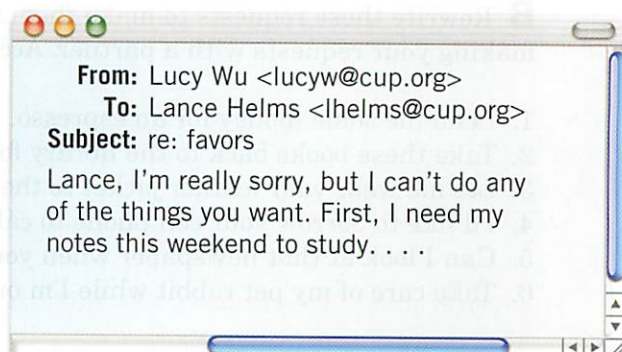 From: Lucy Wu <lucyw@cup.org>
To: Lance Helms <lhelms@cup.org>
Subject: re: favors
Lance, I'm really sorry, but I can't do any
of the things you want. First, I need my
notes this weekend to study. . . .